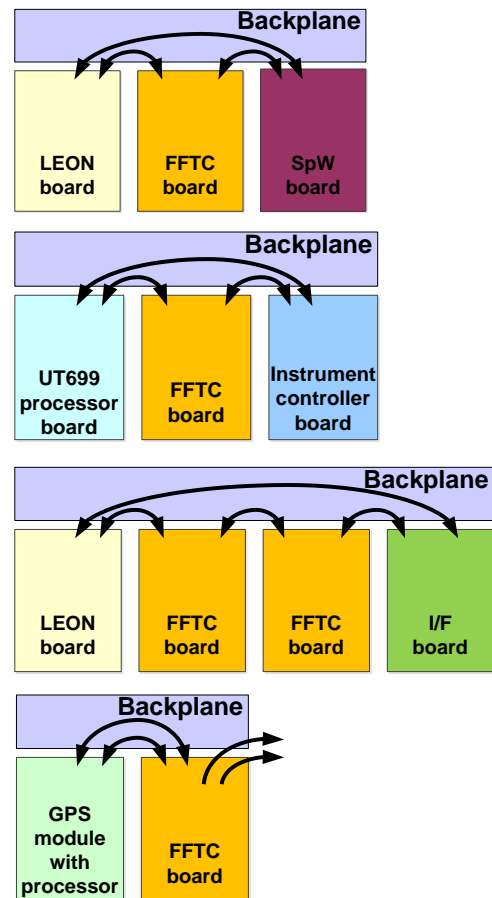 Backplane
LEON
board
FFTC
board
SpW
board
Backplane
UT699
processor
board
FFTC
board
Instrument
controller
board
Backplane
LEON
board
FFTC
board
FFTC
board
I/F
board
Backplane
GPS
module
with
processor
FFTC
board